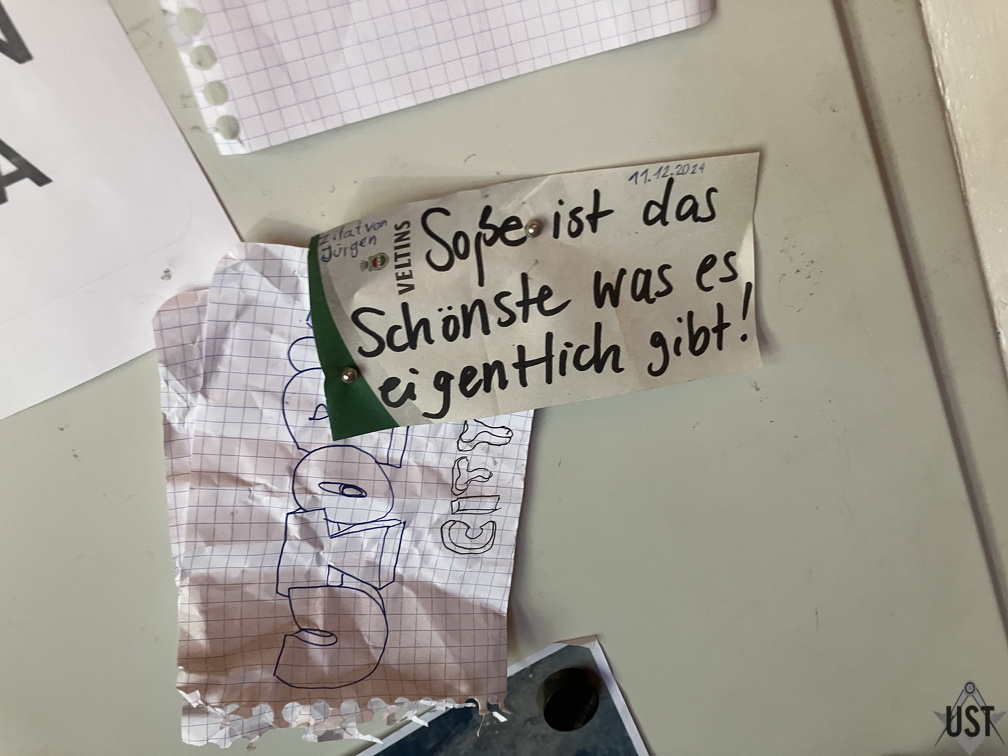 11.12.2024
Zitat von
Jürgen
VELTINS
Soße ist das
Schönste was es
eigentlich gibt!
CITY
UST